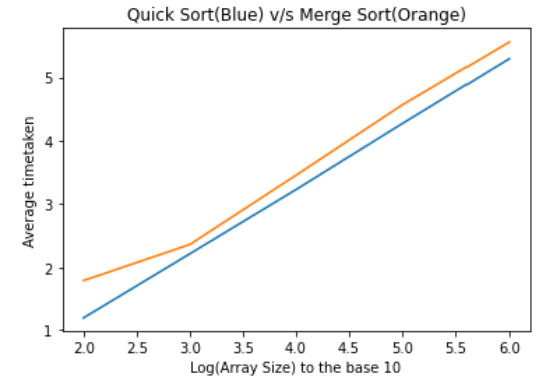 Quick Sort(Blue) v/s Merge Sort(Orange)
Average timetaken
5
4
3
2
1
2.0 2.5 3.0 3.5 4.0 4.5 5.0 5.5 6.0
Log(Array Size) to the base 10